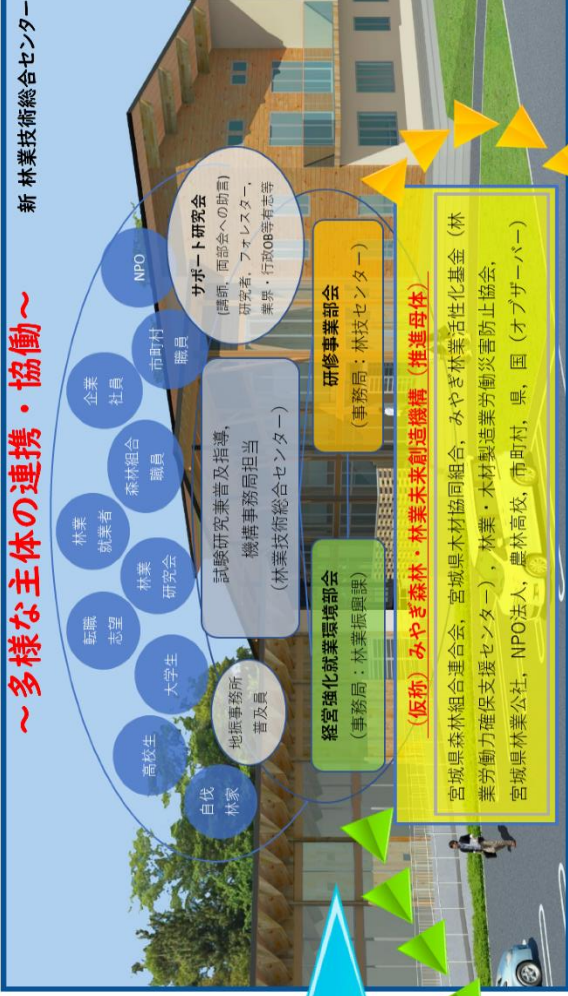 ～多様な主体の連携・協働～
新 林業技術総合センター
高校生
大学生
転職
志望
林業
就業者
企業
社員
NPO
自伐
林家
林業
研究会
森林組合
職員
市町村
職員
地振事務所
普及員
試験研究兼普及指導,
機構事務局担当
(林業技術総合センター)
サポート研究会
(講師, 両部会への助言)
研究者, フォレスター,
業界・行政OB等有志等
経営強化就業環境部会
(事務局：林業振興課)
研修事業部会
(事務局：林技センター)
(仮称) みやぎ森林・林業未来創造機構 (推進母体)
宮城県森林組合連合会, 宮城県木材協同組合, みやぎ林業活性化基金 (林
業労働力確保支援センター), 林業・木材製造業労働災害防止協会,
宮城県林業公社, NPO法人, 農林高校, 市町村, 県, 国 (オブザーバー)